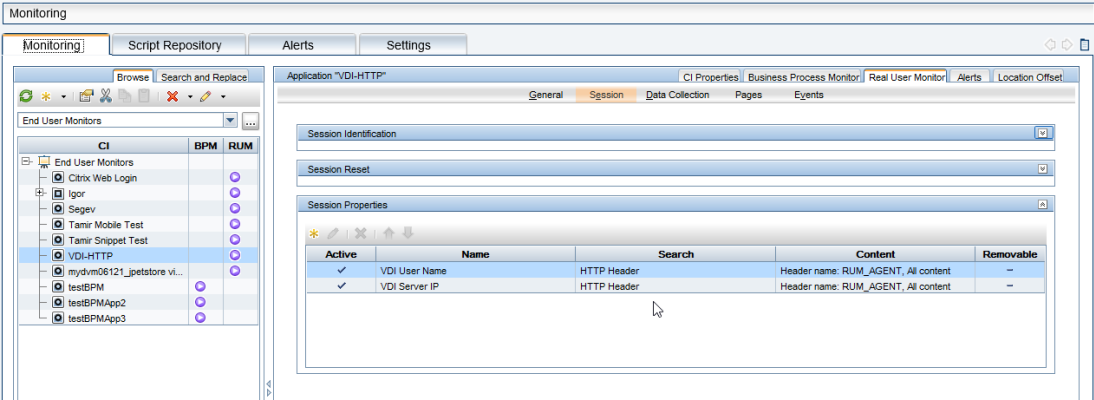 Monitoring
Monitoring Script Repository Alerts Settings
Browse Search and Replace
End User Monitors
...
CI BPM RUM
End User Monitors
Citrix Web Login
Igor
Segev
Tamir Mobile Test
Tamir Snippet Test
VDI-HTTP
mydvm06121_jpetstore vi...
testBPM
testBPMApp2
testBPMApp3
Application "VDI-HTTP"
CI Properties Business Process Monitor Real User Monitor Alerts Location Offset
General Session Data Collection Pages Events
Session Identification
Session Reset
Session Properties
Active Name Search Content Removable
VDI User Name HTTP Header Header name: RUM_AGENT, All content –
VDI Server IP HTTP Header Header name: RUM_AGENT, All content –